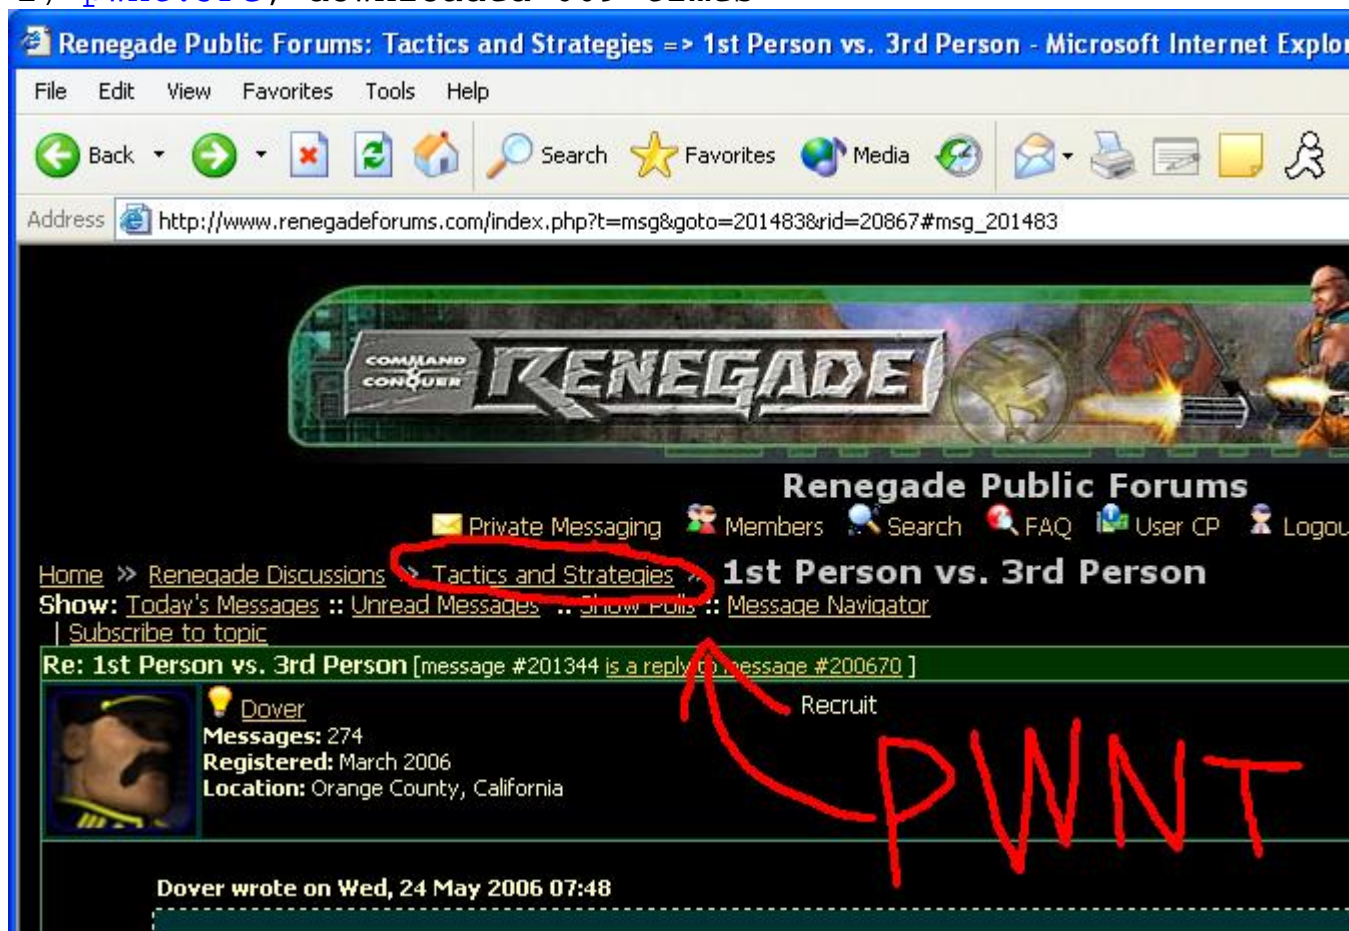 Renegade Public Forums: Tactics and Strategies => 1st Person vs. 3rd Person - Microsoft Internet Explor
File Edit View Favorites Tools Help
Back Search Favorites Media
Address http://www.renegadeforums.com/index.php?t=msg&goto=201483&rid=20867#msg_201483
COMMAND & CONQUER RENEGADE
Renegade Public Forums
Private Messaging Members Search FAQ User CP Logou
Home » Renegade Discussions » Tactics and Strategies » 1st Person vs. 3rd Person
Show: Today's Messages :: Unread Messages :: Show Polls :: Message Navigator
| Subscribe to topic
Re: 1st Person vs. 3rd Person [message #201344 is a reply to message #200670 ]
Dover Recruit
Messages: 274
Registered: March 2006
Location: Orange County, California
PWNT
Dover wrote on Wed, 24 May 2006 07:48